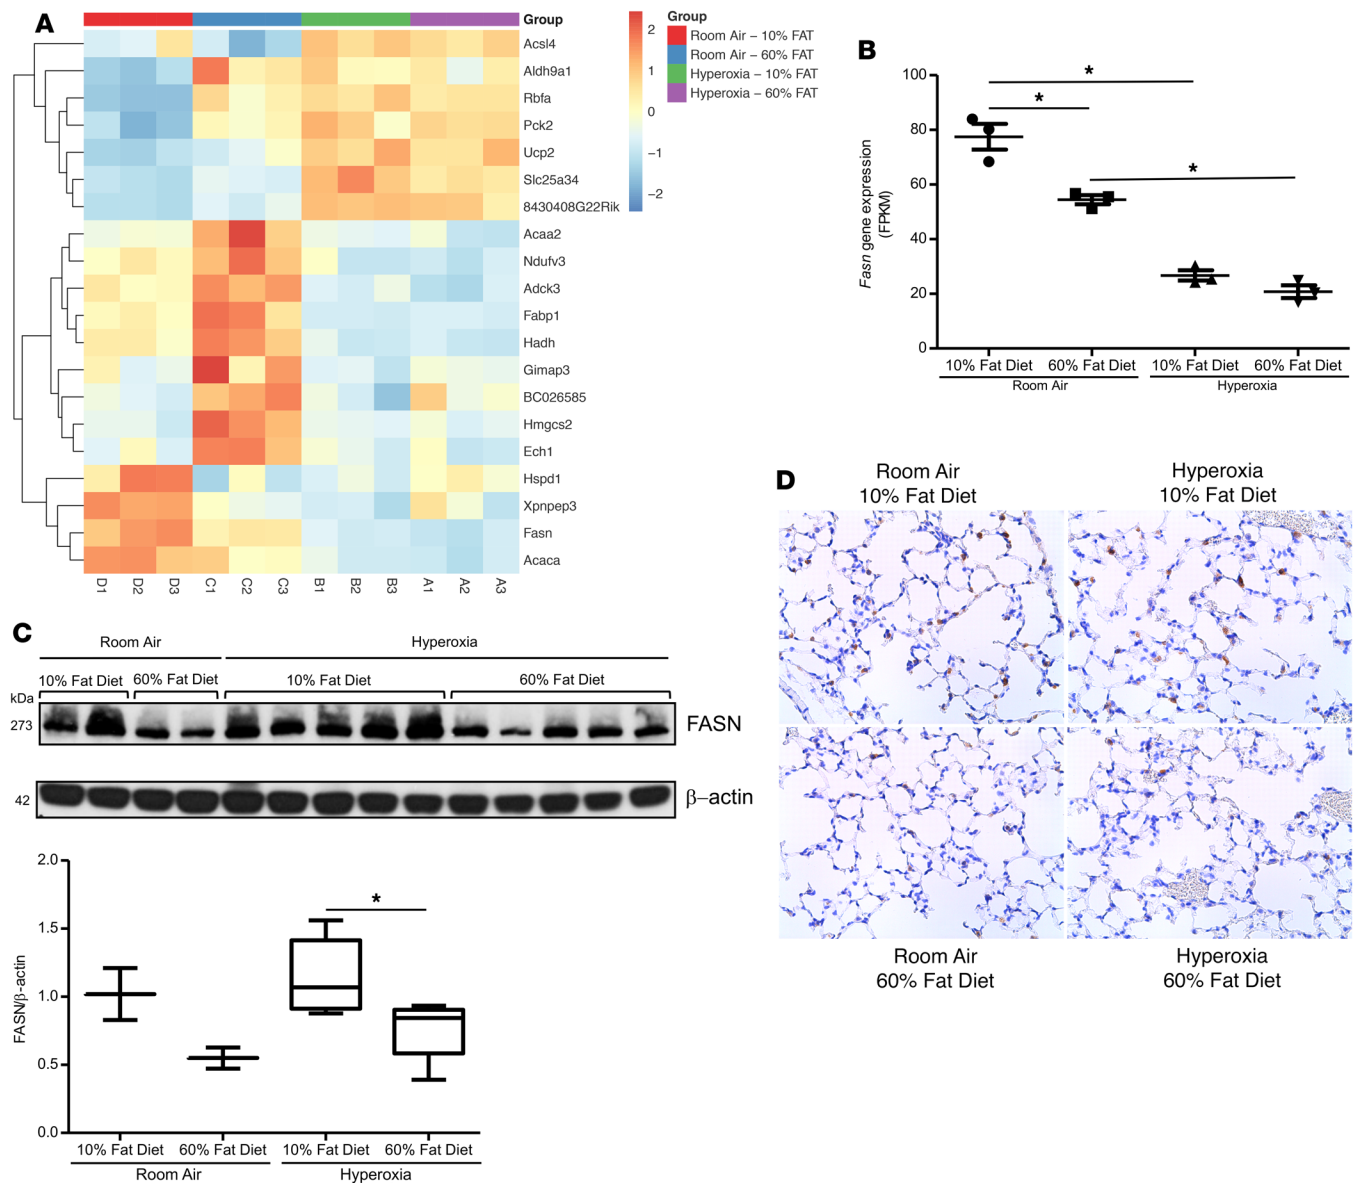 A
Group
Acsl4
Aldh9a1
Rbfa
Pck2
Ucp2
Slc25a34
8430408G22Rik
Acaa2
Ndufv3
Adck3
Fabp1
Hadh
Gimap3
BC026585
Hmgcs2
Ech1
Hspd1
Xpnpep3
Fasn
Acaca
D1 D2 D3 C1 C2 C3 B1 B2 B3 A1 A2 A3
2
1
0
−1
−2
Group
Room Air – 10% FAT
Room Air – 60% FAT
Hyperoxia – 10% FAT
Hyperoxia – 60% FAT
B
Fasn gene expression
(FPKM)
100
80
60
40
20
0
* * *
10% Fat Diet 60% Fat Diet 10% Fat Diet 60% Fat Diet
Room Air Hyperoxia
C
Room Air Hyperoxia
10% Fat Diet 60% Fat Diet 10% Fat Diet 60% Fat Diet
kDa
273 FASN
42 β–actin
FASN/β-actin
2.0
1.5
1.0
0.5
0.0
*
10% Fat Diet 60% Fat Diet 10% Fat Diet 60% Fat Diet
Room Air Hyperoxia
D
Room Air
10% Fat Diet
Hyperoxia
10% Fat Diet
Room Air
60% Fat Diet
Hyperoxia
60% Fat Diet